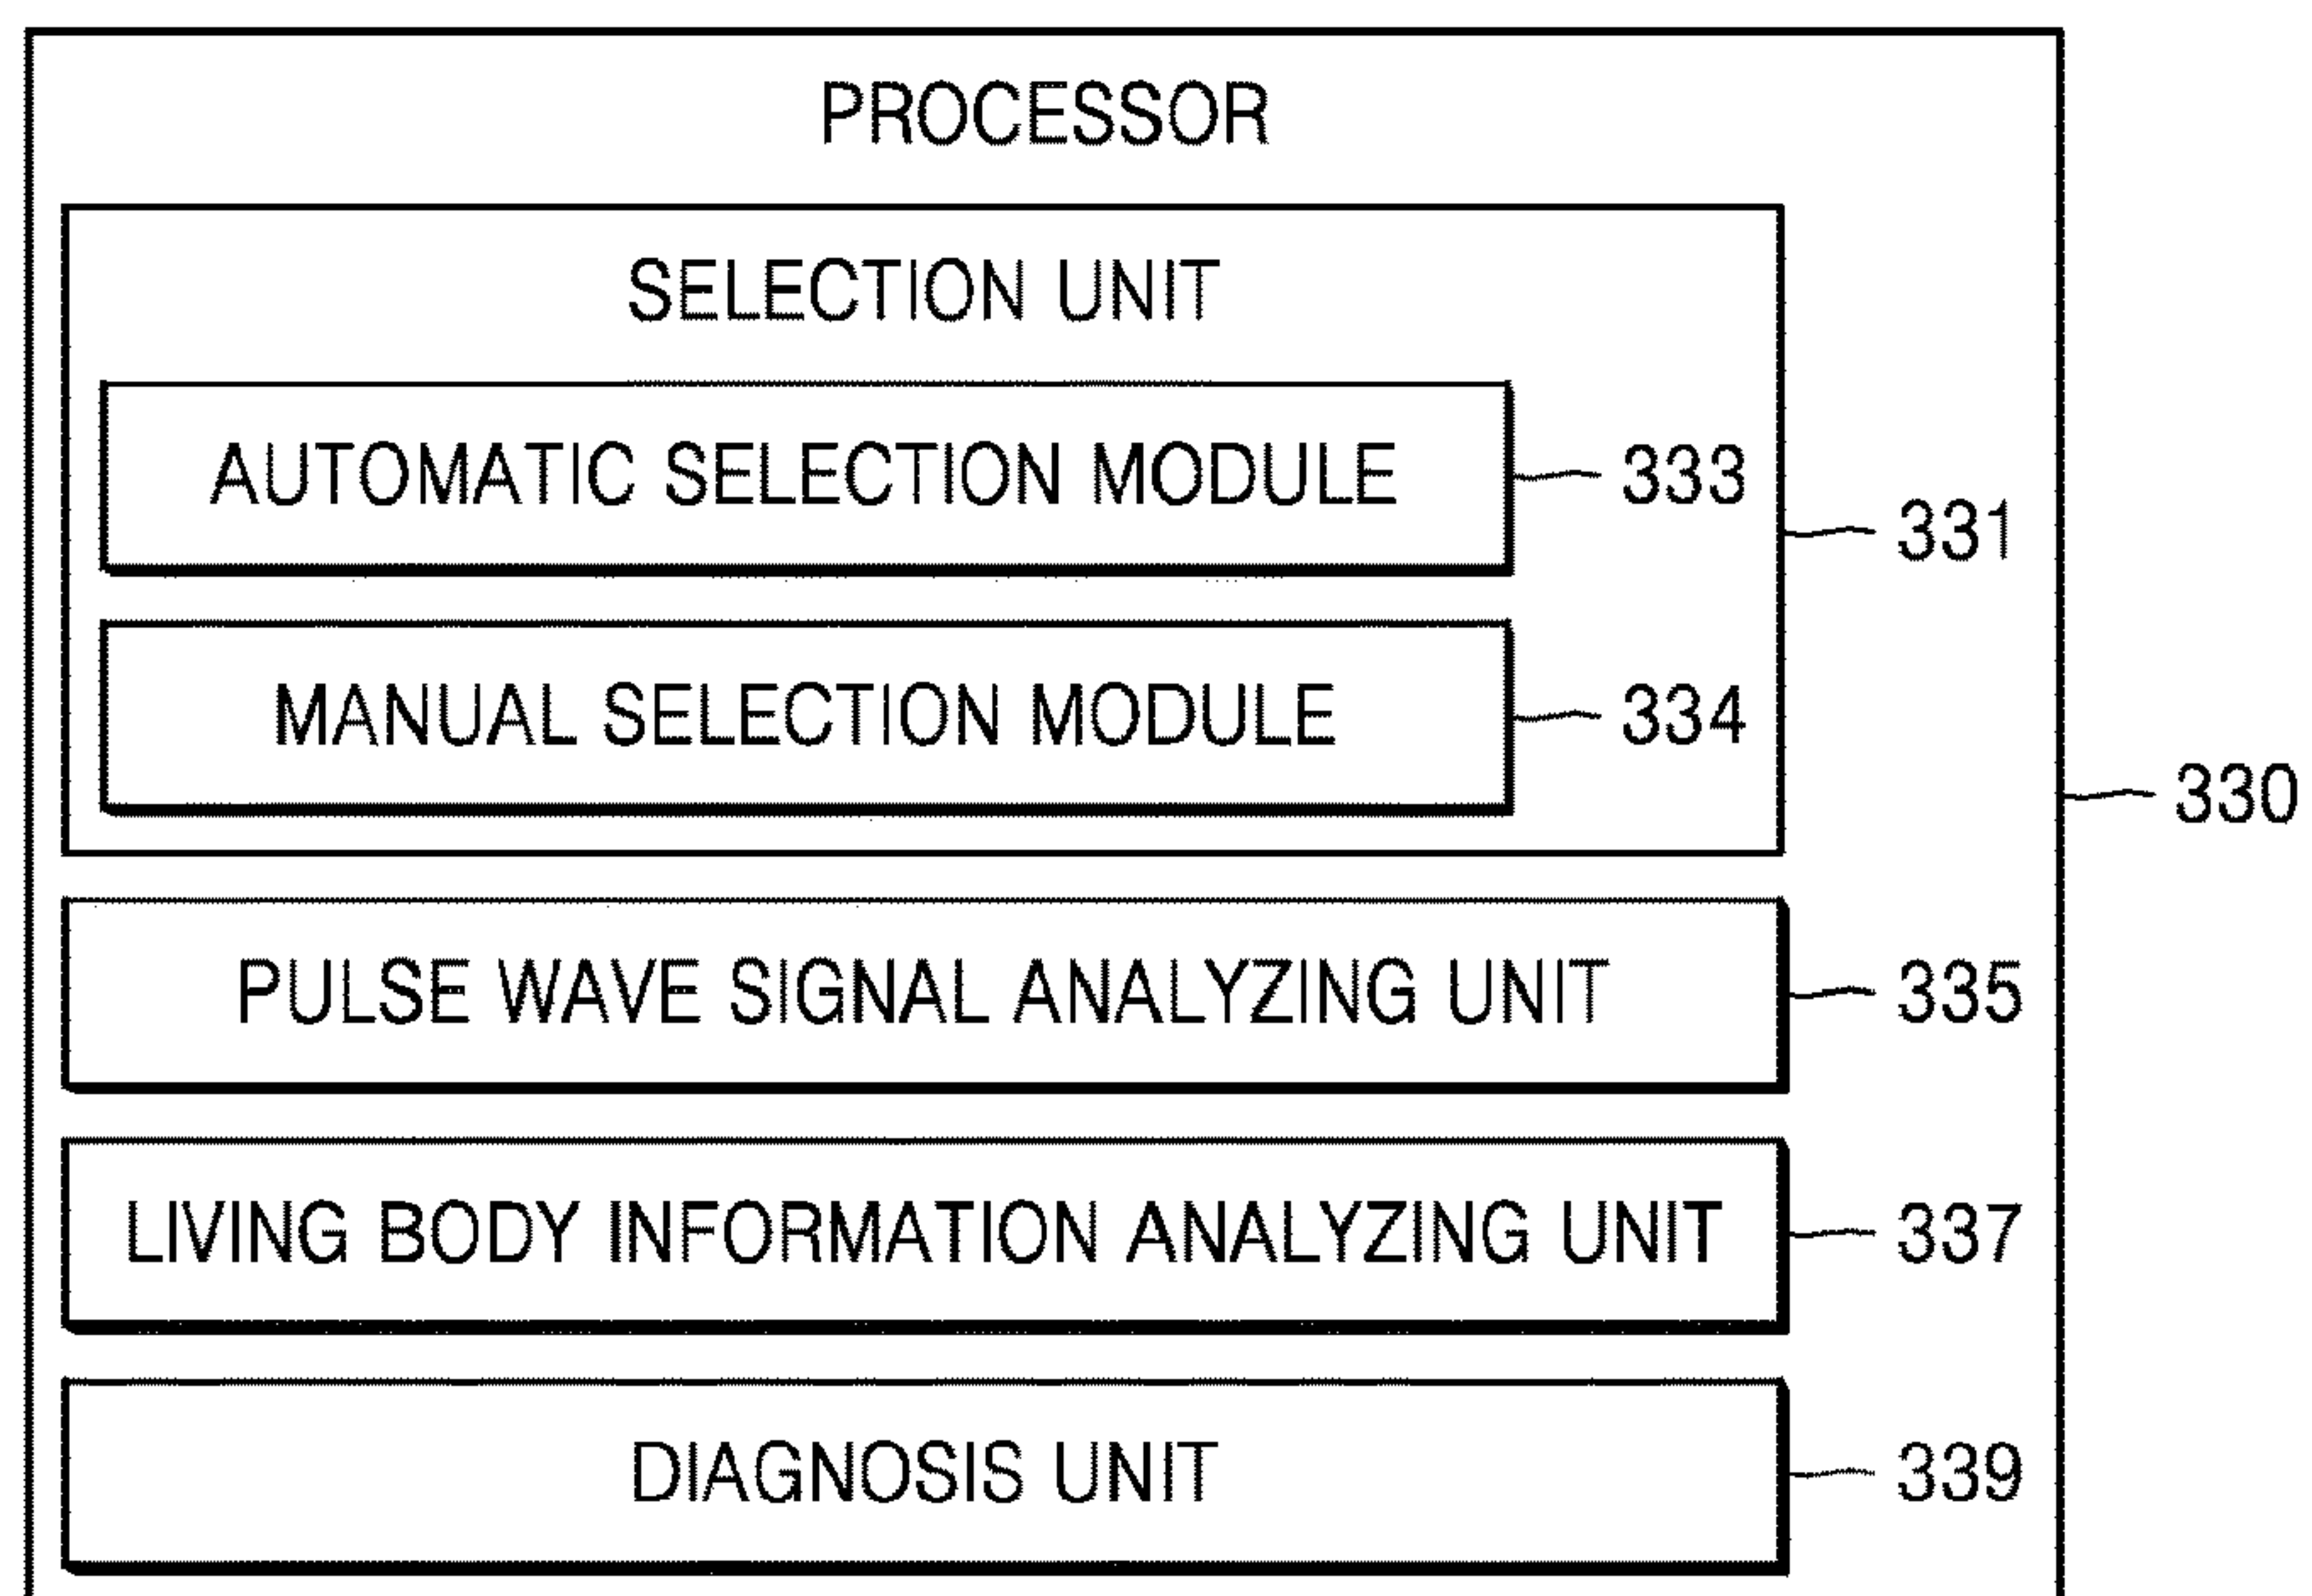 PROCESSOR
SELECTION UNIT
AUTOMATIC SELECTION MODULE 333
331
MANUAL SELECTION MODULE 334
330
PULSE WAVE SIGNAL ANALYZING UNIT 335
LIVING BODY INFORMATION ANALYZING UNIT 337
DIAGNOSIS UNIT 339